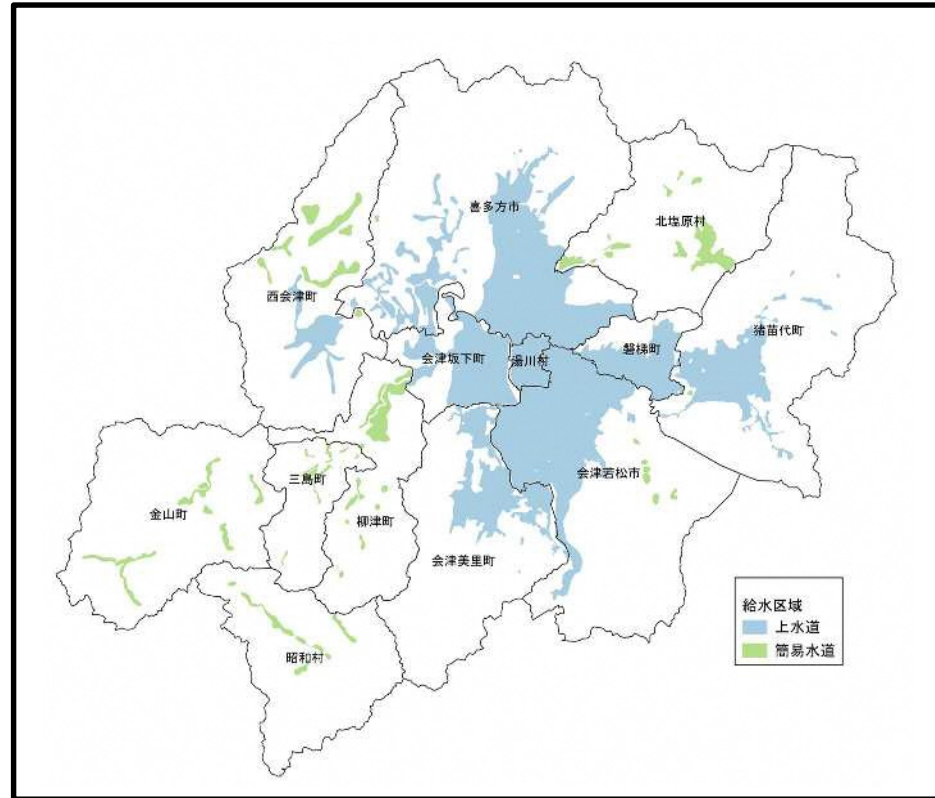 喜多方市
北塩原村
西会津町
猪苗代町
会津坂下町
湯川村
磐梯町
会津若松市
三島町
金山町
柳津町
会津美里町
昭和村
給水区域
上水道
簡易水道